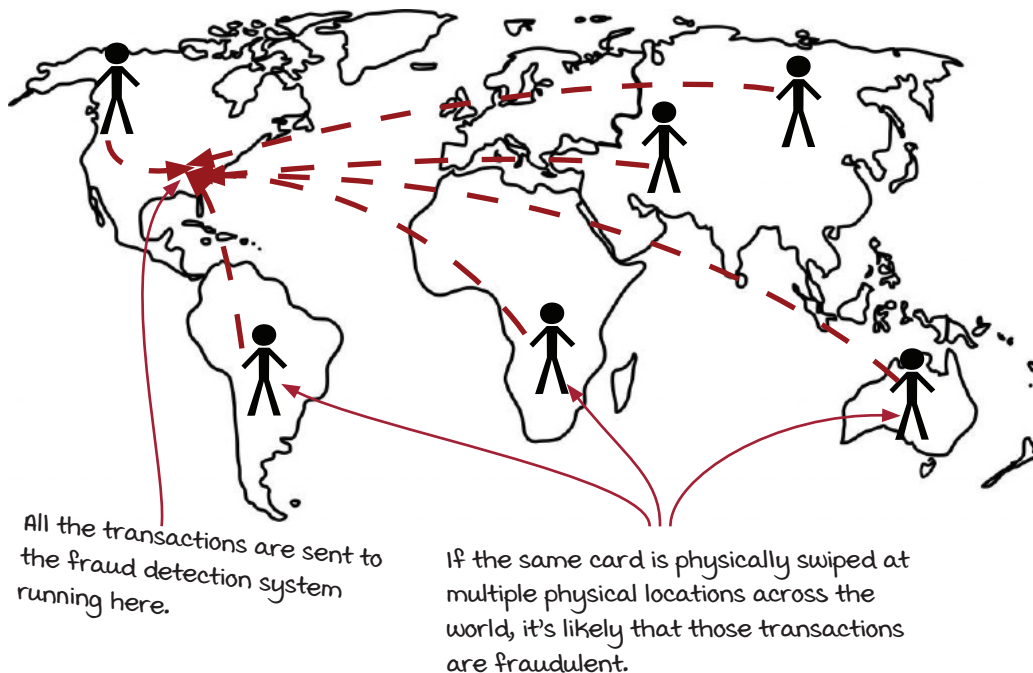 All the transactions are sent to
the fraud detection system
running here.
If the same card is physically swiped at
multiple physical locations across the
world, it's likely that those transactions
are fraudulent.